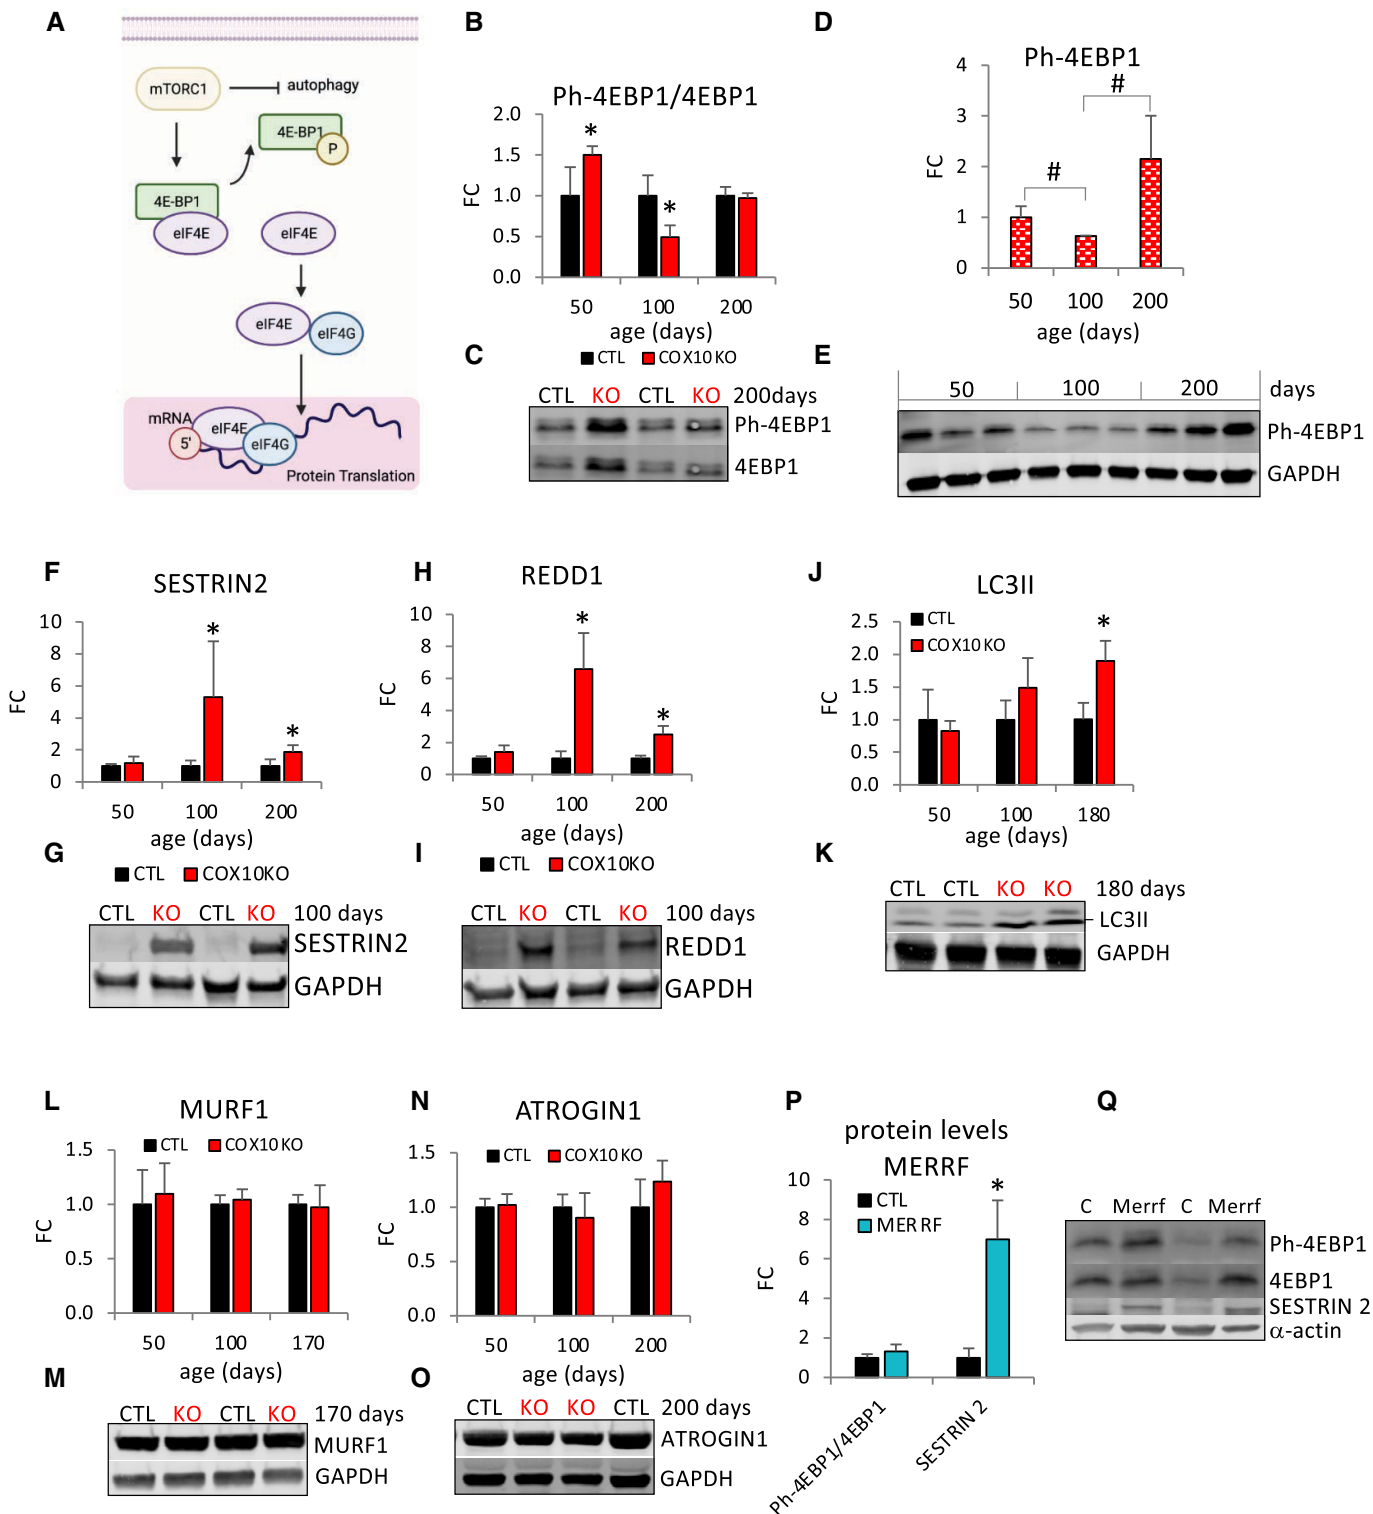 A
mTORC1
autophagy
4E-BP1
P
4E-BP1
eIF4E
eIF4E
eIF4E
eIF4G
mRNA
eIF4E
5'
eIF4G
Protein Translation
B
Ph-4EBP1/4EBP1
2.0
1.5
1.0
0.5
0.0
FC
*
*
50 100 200
age (days)
CTL COX10KO
C
CTL KO CTL KO 200days
Ph-4EBP1
4EBP1
D
Ph-4EBP1
4
3
2
1
0
FC
#
#
50 100 200
age (days)
E
50 100 200 days
Ph-4EBP1
GAPDH
F
SESTRIN2
10
8
6
4
2
0
FC
*
*
50 100 200
age (days)
CTL COX10KO
G
CTL KO CTL KO 100 days
SESTRIN2
GAPDH
H
REDD1
10
8
6
4
2
0
FC
*
*
50 100 200
age (days)
CTL COX10KO
I
CTL KO CTL KO 100 days
REDD1
GAPDH
J
LC3II
CTL
COX10KO
2.5
2.0
1.5
1.0
0.5
0.0
FC
*
50 100 180
age (days)
K
CTL CTL KO KO 180 days
LC3II
GAPDH
L
MURF1
CTL COX10KO
1.5
1.0
0.5
0.0
FC
50 100 170
age (days)
M
CTL KO CTL KO 170 days
MURF1
GAPDH
N
ATROGIN1
CTL COX10KO
1.5
1.0
0.5
0.0
FC
50 100 200
age (days)
O
CTL KO KO CTL 200 days
ATROGIN1
GAPDH
P
protein levels
MERRF
CTL
MERRF
10
8
6
4
2
0
FC
*
Ph-4EBP1/4EBP1
SESTRIN 2
Q
C Merrf C Merrf
Ph-4EBP1
4EBP1
SESTRIN 2
α-actin